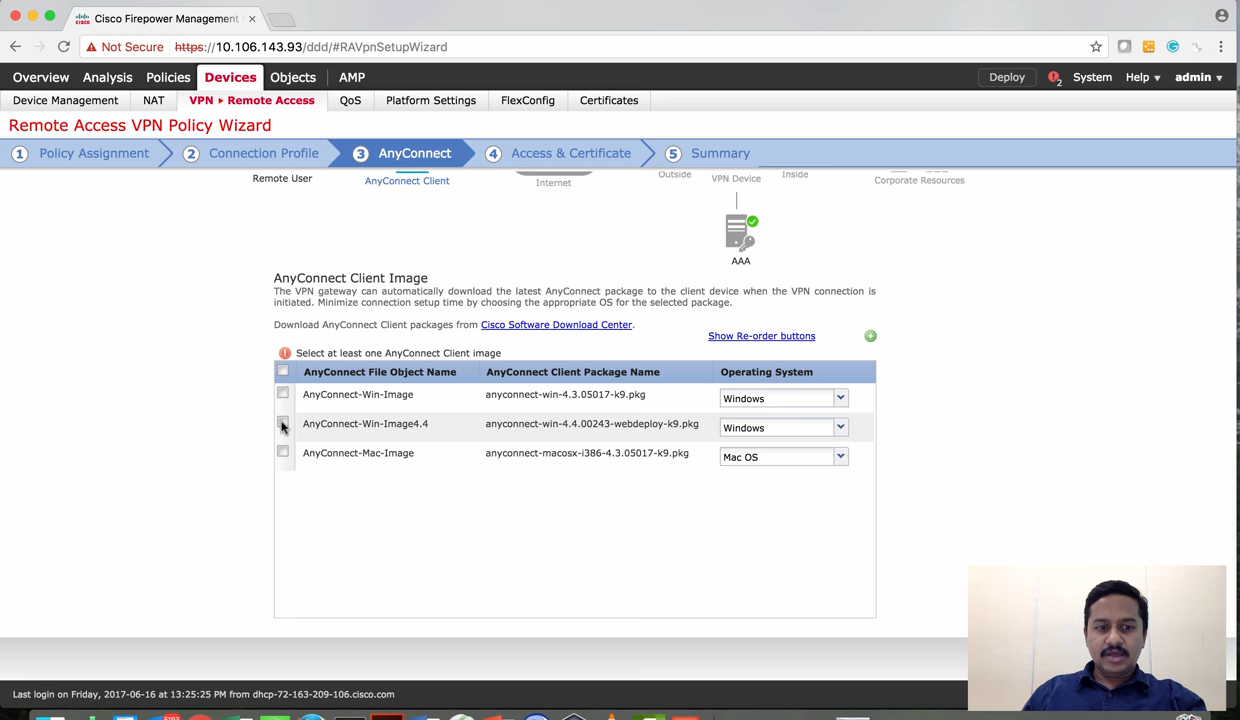 Cisco Firepower Management
Not Secure https://10.106.143.93/ddd/#RAVpnSetupWizard
Overview Analysis Policies Devices Objects AMP Deploy 2 System Help admin
Device Management NAT VPN ▸ Remote Access QoS Platform Settings FlexConfig Certificates
Remote Access VPN Policy Wizard
1 Policy Assignment 2 Connection Profile 3 AnyConnect 4 Access & Certificate 5 Summary
Remote User AnyConnect Client Internet Outside VPN Device Inside Corporate Resources
AAA
AnyConnect Client Image
The VPN gateway can automatically download the latest AnyConnect package to the client device when the VPN connection is
initiated. Minimize connection setup time by choosing the appropriate OS for the selected package.
Download AnyConnect Client packages from Cisco Software Download Center.
Show Re-order buttons
Select at least one AnyConnect Client image
AnyConnect File Object Name AnyConnect Client Package Name Operating System
AnyConnect-Win-Image anyconnect-win-4.3.05017-k9.pkg Windows
AnyConnect-Win-Image4.4 anyconnect-win-4.4.00243-webdeploy-k9.pkg Windows
AnyConnect-Mac-Image anyconnect-macosx-i386-4.3.05017-k9.pkg Mac OS
Last login on Friday, 2017-06-16 at 13:25:25 PM from dhcp-72-163-209-106.cisco.com